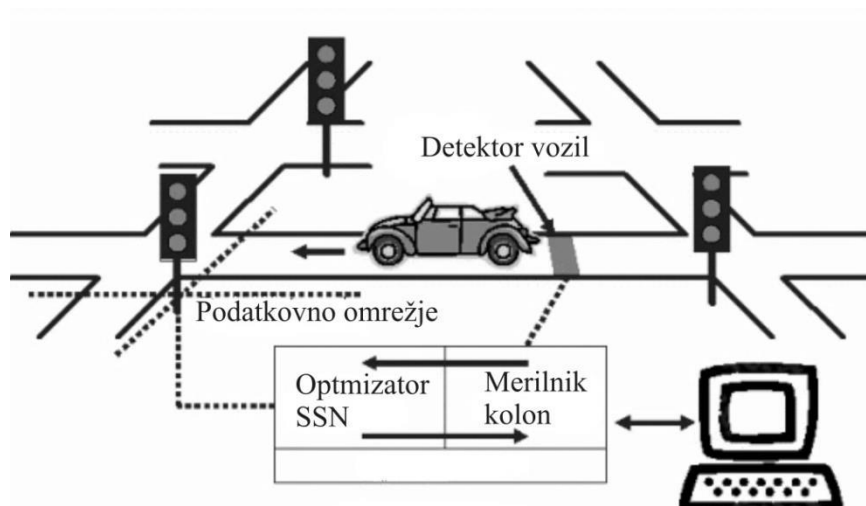 Detektor vozil
Podatkovno omrežje
Optmizator
SSN
Merilnik
kolon